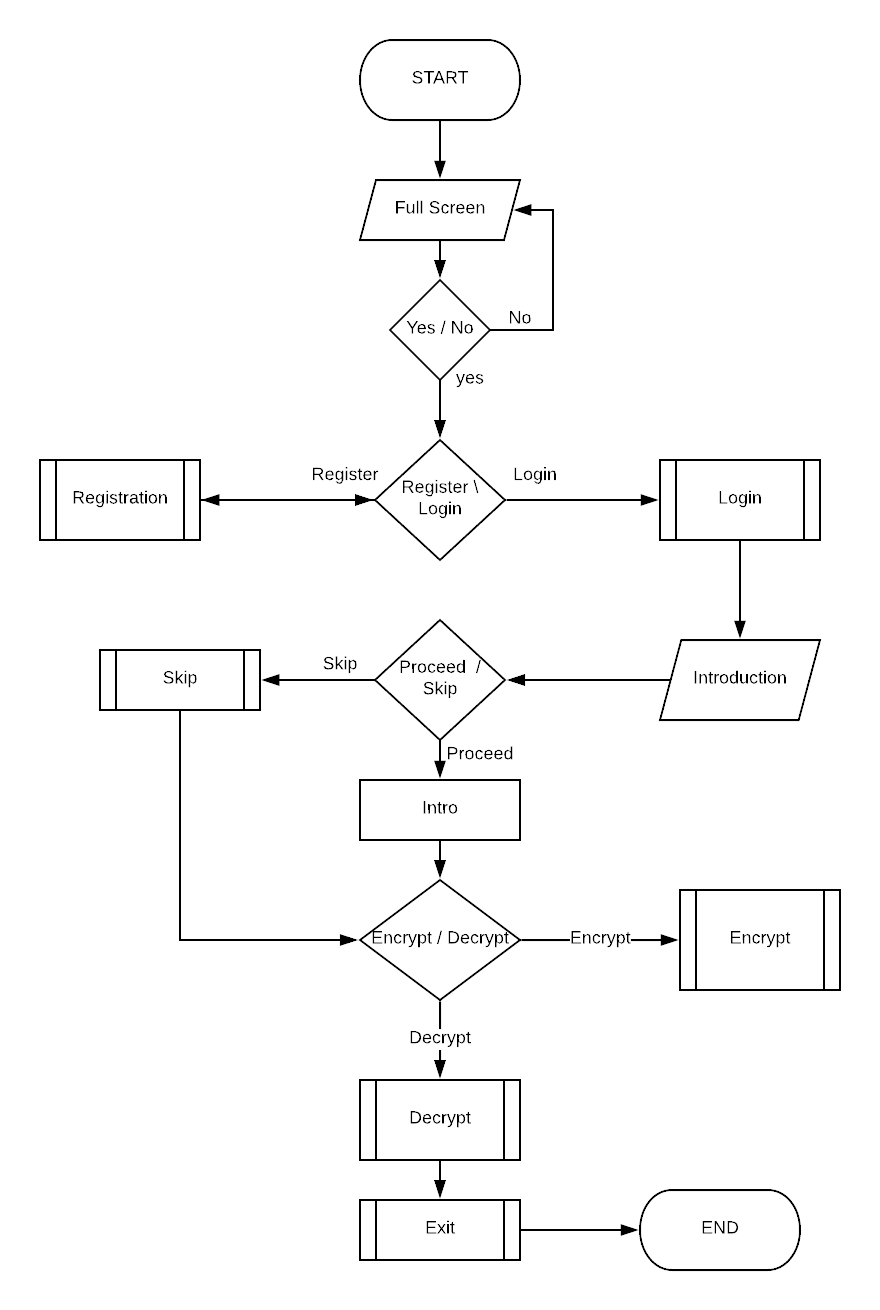 START
Full Screen
Yes / No
No
yes
Register
Login
Registration
Register \
Login
Login
Skip
Proceed /
Skip
Skip
Introduction
Proceed
Intro
Encrypt / Decrypt
Encrypt
Encrypt
Decrypt
Decrypt
Exit
END